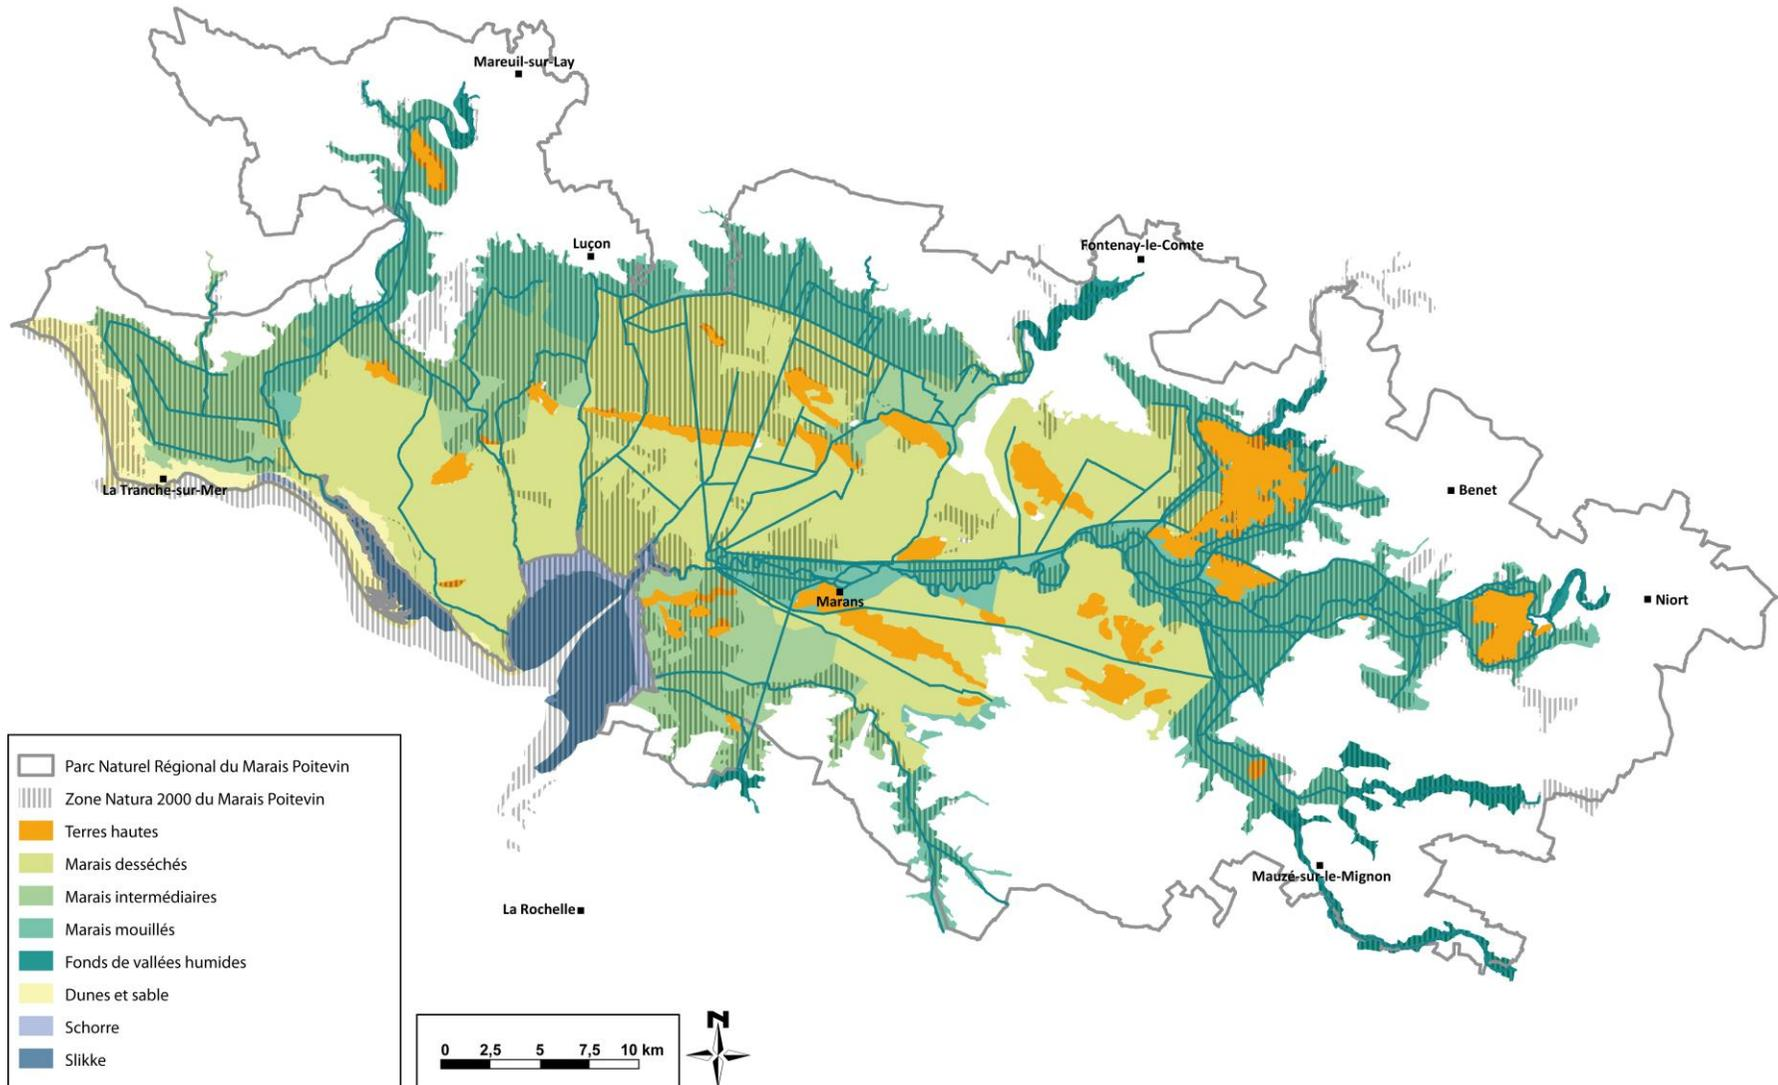 Mareuil-sur-Lay
Luçon
Fontenay-le-Comte
La Tranche-sur-Mer
Benet
Marans
Niort
Mauzé-sur-le-Mignon
La Rochelle
Parc Naturel Régional du Marais Poitevin
Zone Natura 2000 du Marais Poitevin
Terres hautes
Marais desséchés
Marais intermédiaires
Marais mouillés
Fonds de vallées humides
Dunes et sable
Schorre
Slikke
0 2,5 5 7,5 10 km
N